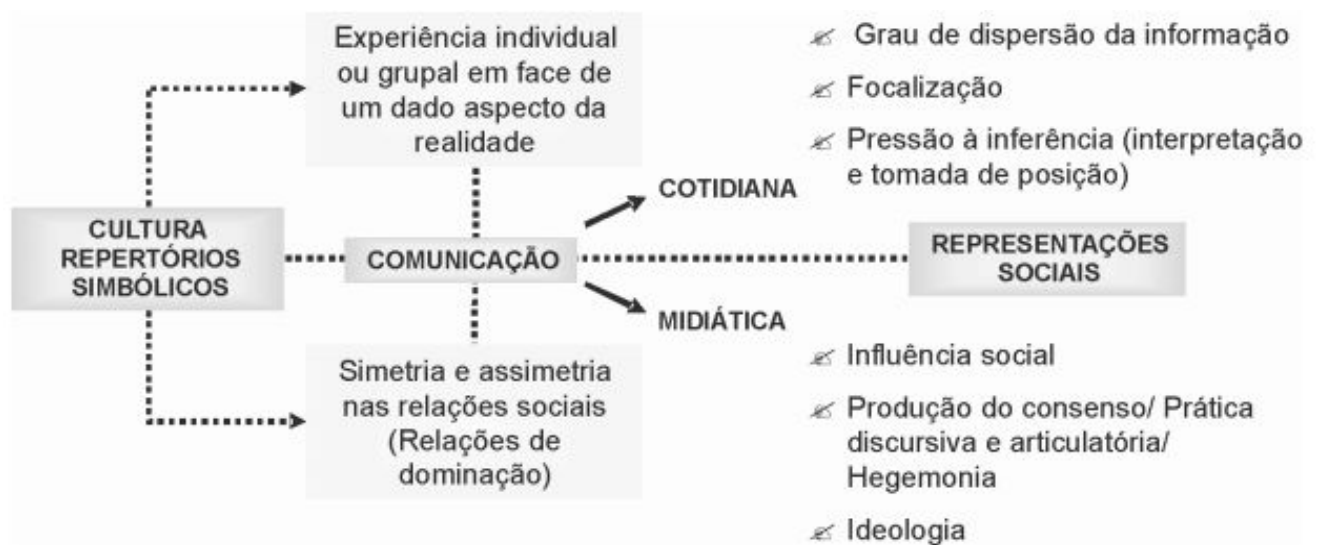 Experiência individual
ou grupal em face de
um dado aspecto da
realidade
Grau de dispersão da informação
Focalização
Pressão à inferência (interpretação
e tomada de posição)
COTIDIANA
CULTURA
REPERTÓRIOS
SIMBÓLICOS
COMUNICAÇÃO
REPRESENTAÇÕES
SOCIAIS
MIDIÁTICA
Simetria e assimetria
nas relações sociais
(Relações de
dominação)
Influência social
Produção do consenso/ Prática
discursiva e articulatória/
Hegemonia
Ideologia